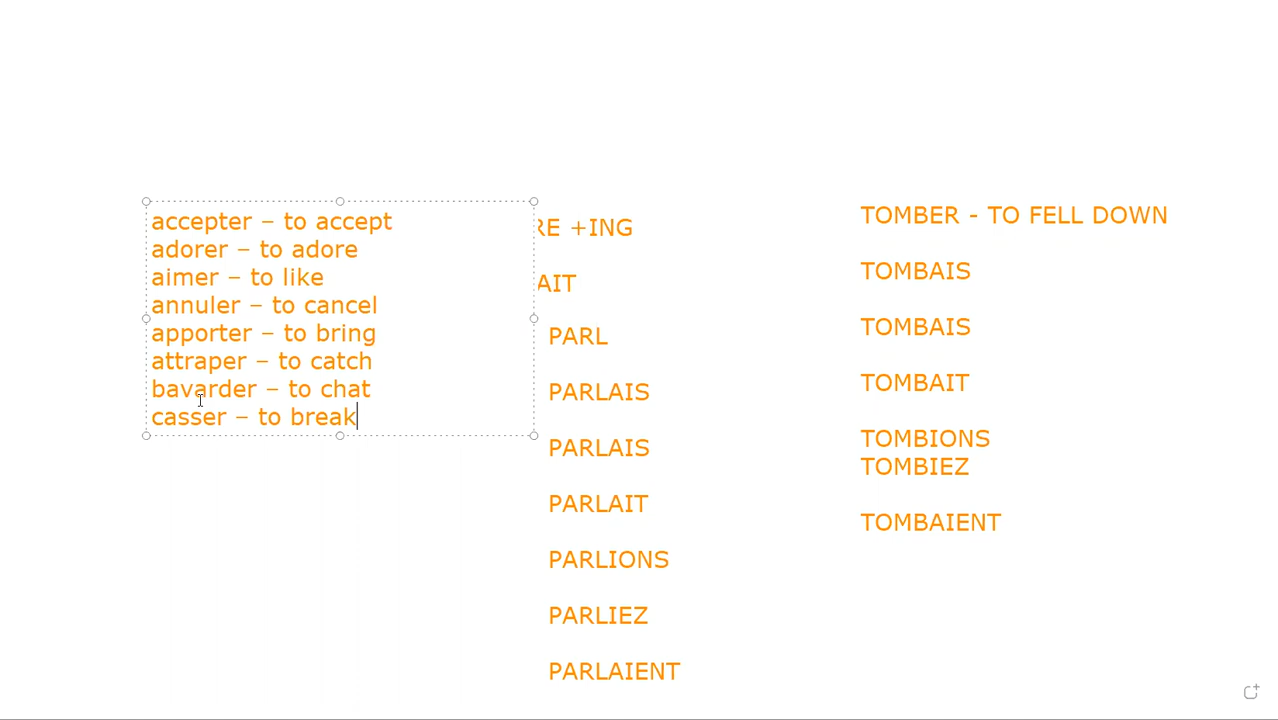 accepter – to accept
adorer – to adore
aimer – to like
annuler – to cancel
apporter – to bring
attraper – to catch
bavarder – to chat
casser – to break
RE +ING
AIT
PARL
PARLAIS
PARLAIS
PARLAIT
PARLIONS
PARLIEZ
PARLAIENT
TOMBER - TO FELL DOWN
TOMBAIS
TOMBAIS
TOMBAIT
TOMBIONS
TOMBIEZ
TOMBAIENT